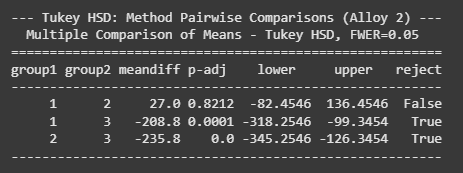 --- Tukey HSD: Method Pairwise Comparisons (Alloy 2) ---
Multiple Comparison of Means - Tukey HSD, FWER=0.05
====================================================
group1 group2 meandiff p-adj lower upper reject
----------------------------------------------------
1 2 27.0 0.8212 -82.4546 136.4546 False
1 3 -208.8 0.0001 -318.2546 -99.3454 True
2 3 -235.8 0.0 -345.2546 -126.3454 True
----------------------------------------------------